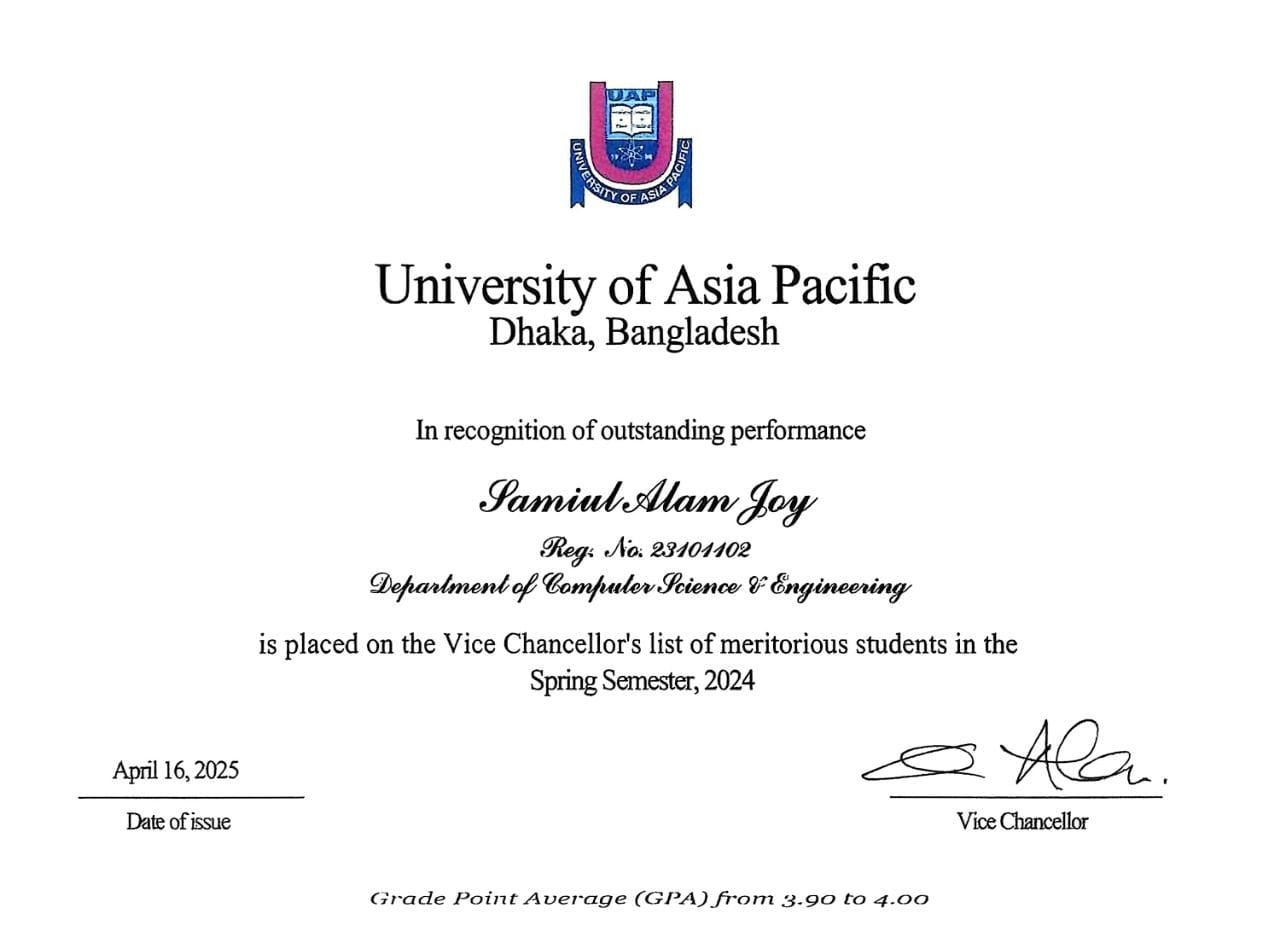 UAP
UNIVERSITY OF ASIA PACIFIC
University of Asia Pacific
Dhaka, Bangladesh
In recognition of outstanding performance
Samiul Alam Joy
Reg. No. 23101102
Department of Computer Science & Engineering
is placed on the Vice Chancellor's list of meritorious students in the
Spring Semester, 2024
April 16, 2025
Date of issue
Vice Chancellor
Grade Point Average (GPA) from 3.90 to 4.00